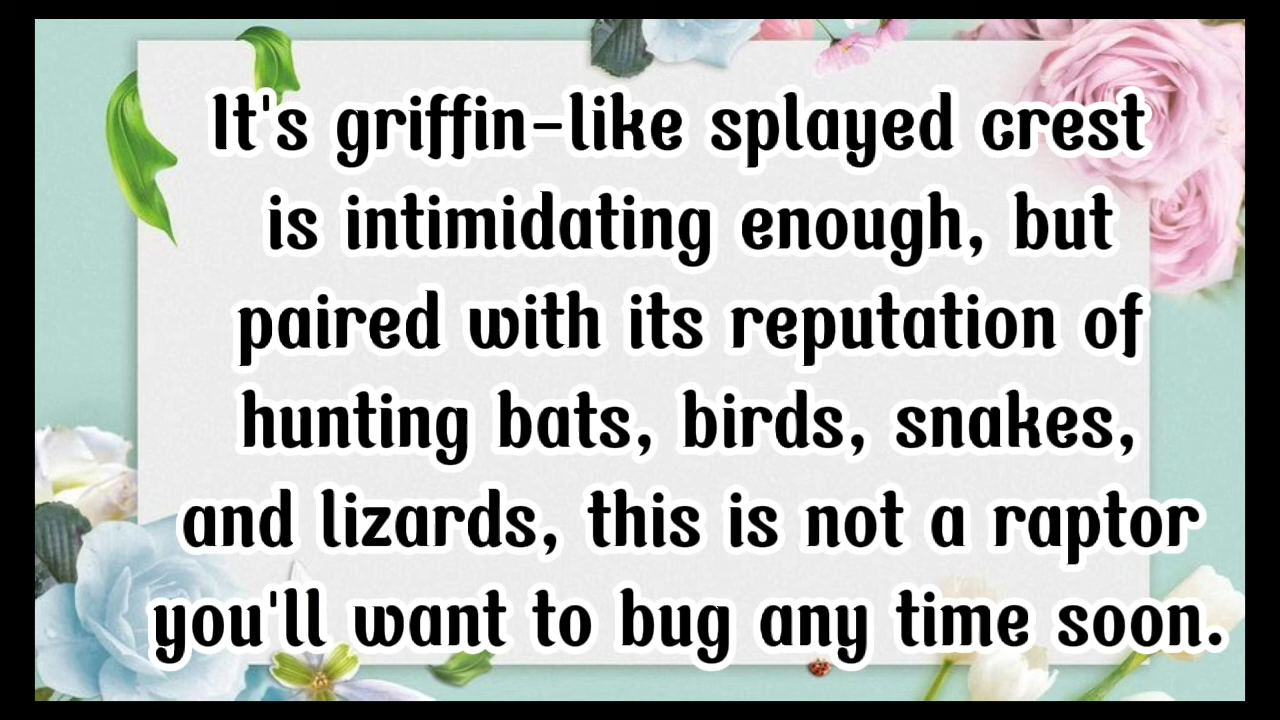 It's griffin-like splayed crest
is intimidating enough, but
paired with its reputation of
hunting bats, birds, snakes,
and lizards, this is not a raptor
you'll want to bug any time soon.